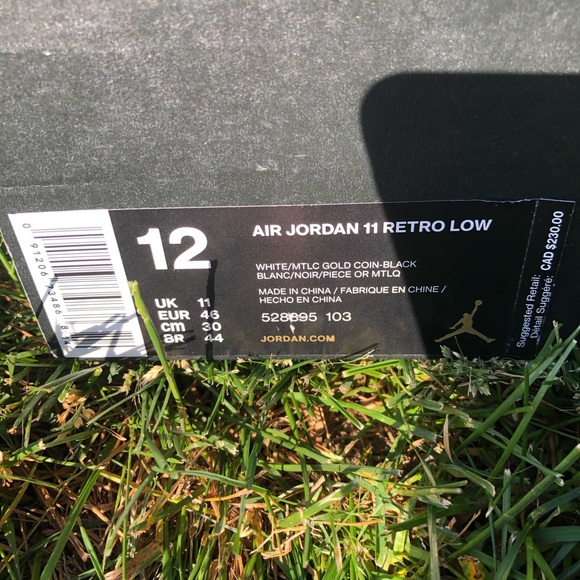 12
UK 11
EUR 46
cm 30
BR 44
AIR JORDAN 11 RETRO LOW
WHITE/MTLC GOLD COIN-BLACK
BLANC/NOIR/PIECE OR MTLQ
MADE IN CHINA / FABRIQUE EN CHINE /
HECHO EN CHINA
528895 103
JORDAN.COM
Suggested Retail:
Détail Suggéré: CAD $230.00